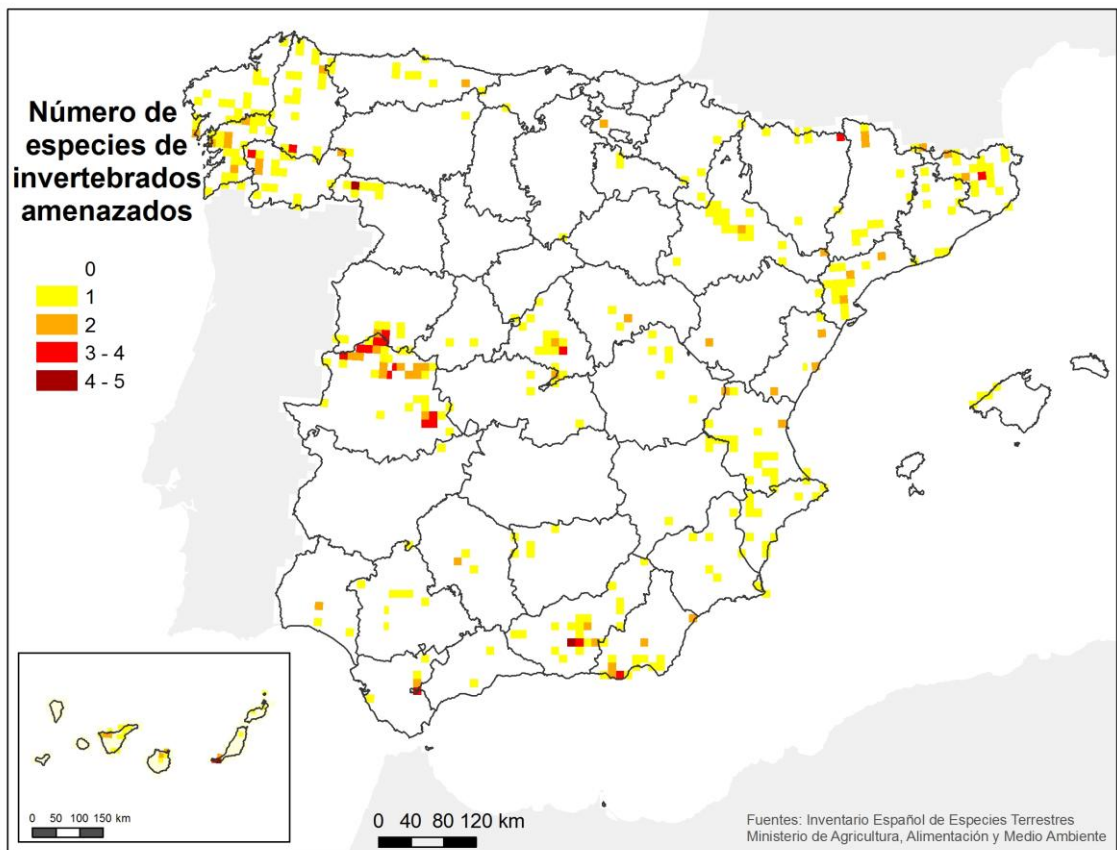 Número de
especies de
invertebrados
amenazados
0
1
2
3 - 4
4 - 5
0 50 100 150 km
0 40 80 120 km
Fuentes: Inventario Español de Especies Terrestres
Ministerio de Agricultura, Alimentación y Medio Ambiente